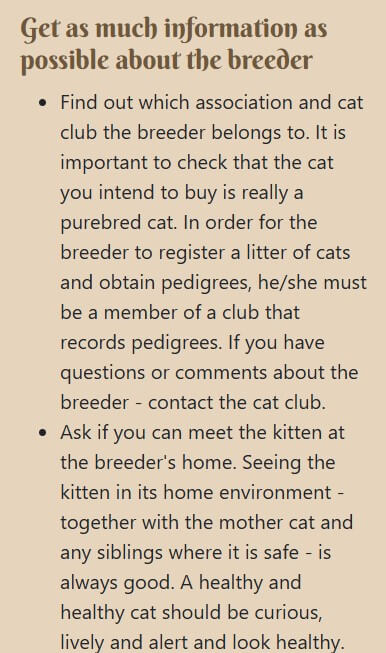 Get as much information as
possible about the breeder
• Find out which association and cat
club the breeder belongs to. It is
important to check that the cat
you intend to buy is really a
purebred cat. In order for the
breeder to register a litter of cats
and obtain pedigrees, he/she must
be a member of a club that
records pedigrees. If you have
questions or comments about the
breeder - contact the cat club.
• Ask if you can meet the kitten at
the breeder's home. Seeing the
kitten in its home environment -
together with the mother cat and
any siblings where it is safe - is
always good. A healthy and
healthy cat should be curious,
lively and alert and look healthy.